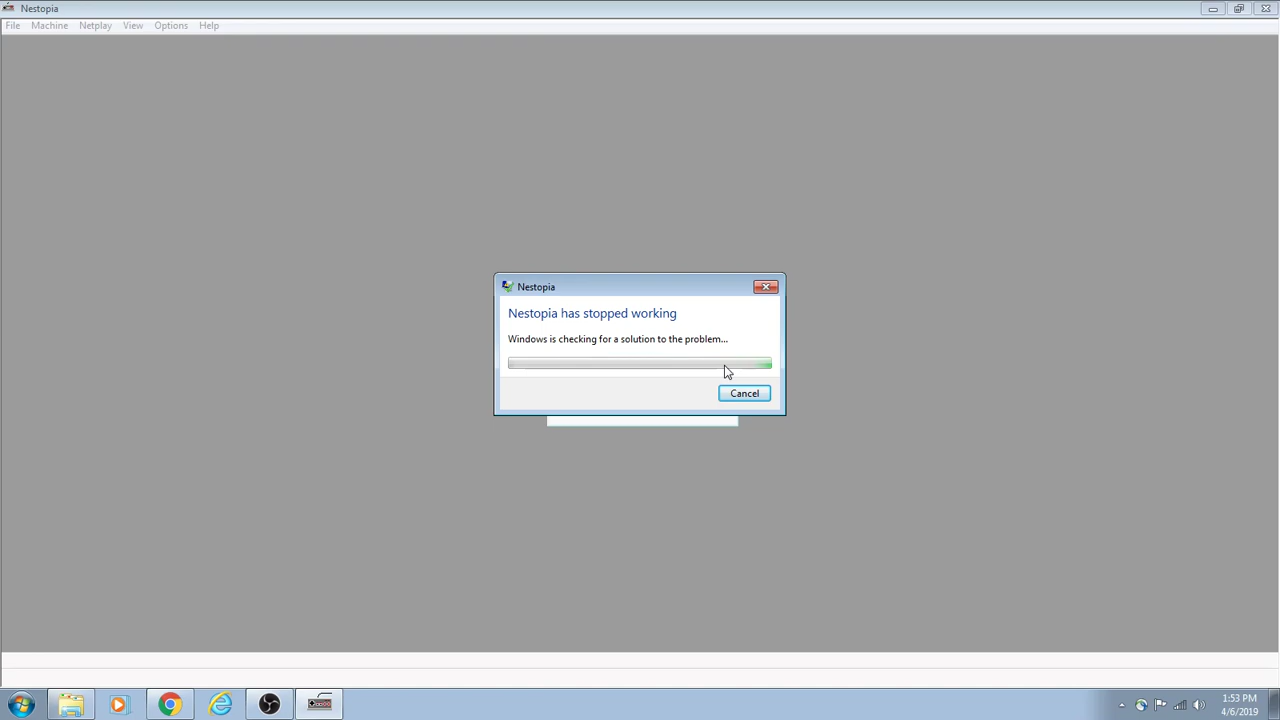 Nestopia
File Machine Netplay View Options Help
Nestopia
Nestopia has stopped working
Windows is checking for a solution to the problem...
Cancel
1:53 PM
4/6/2019